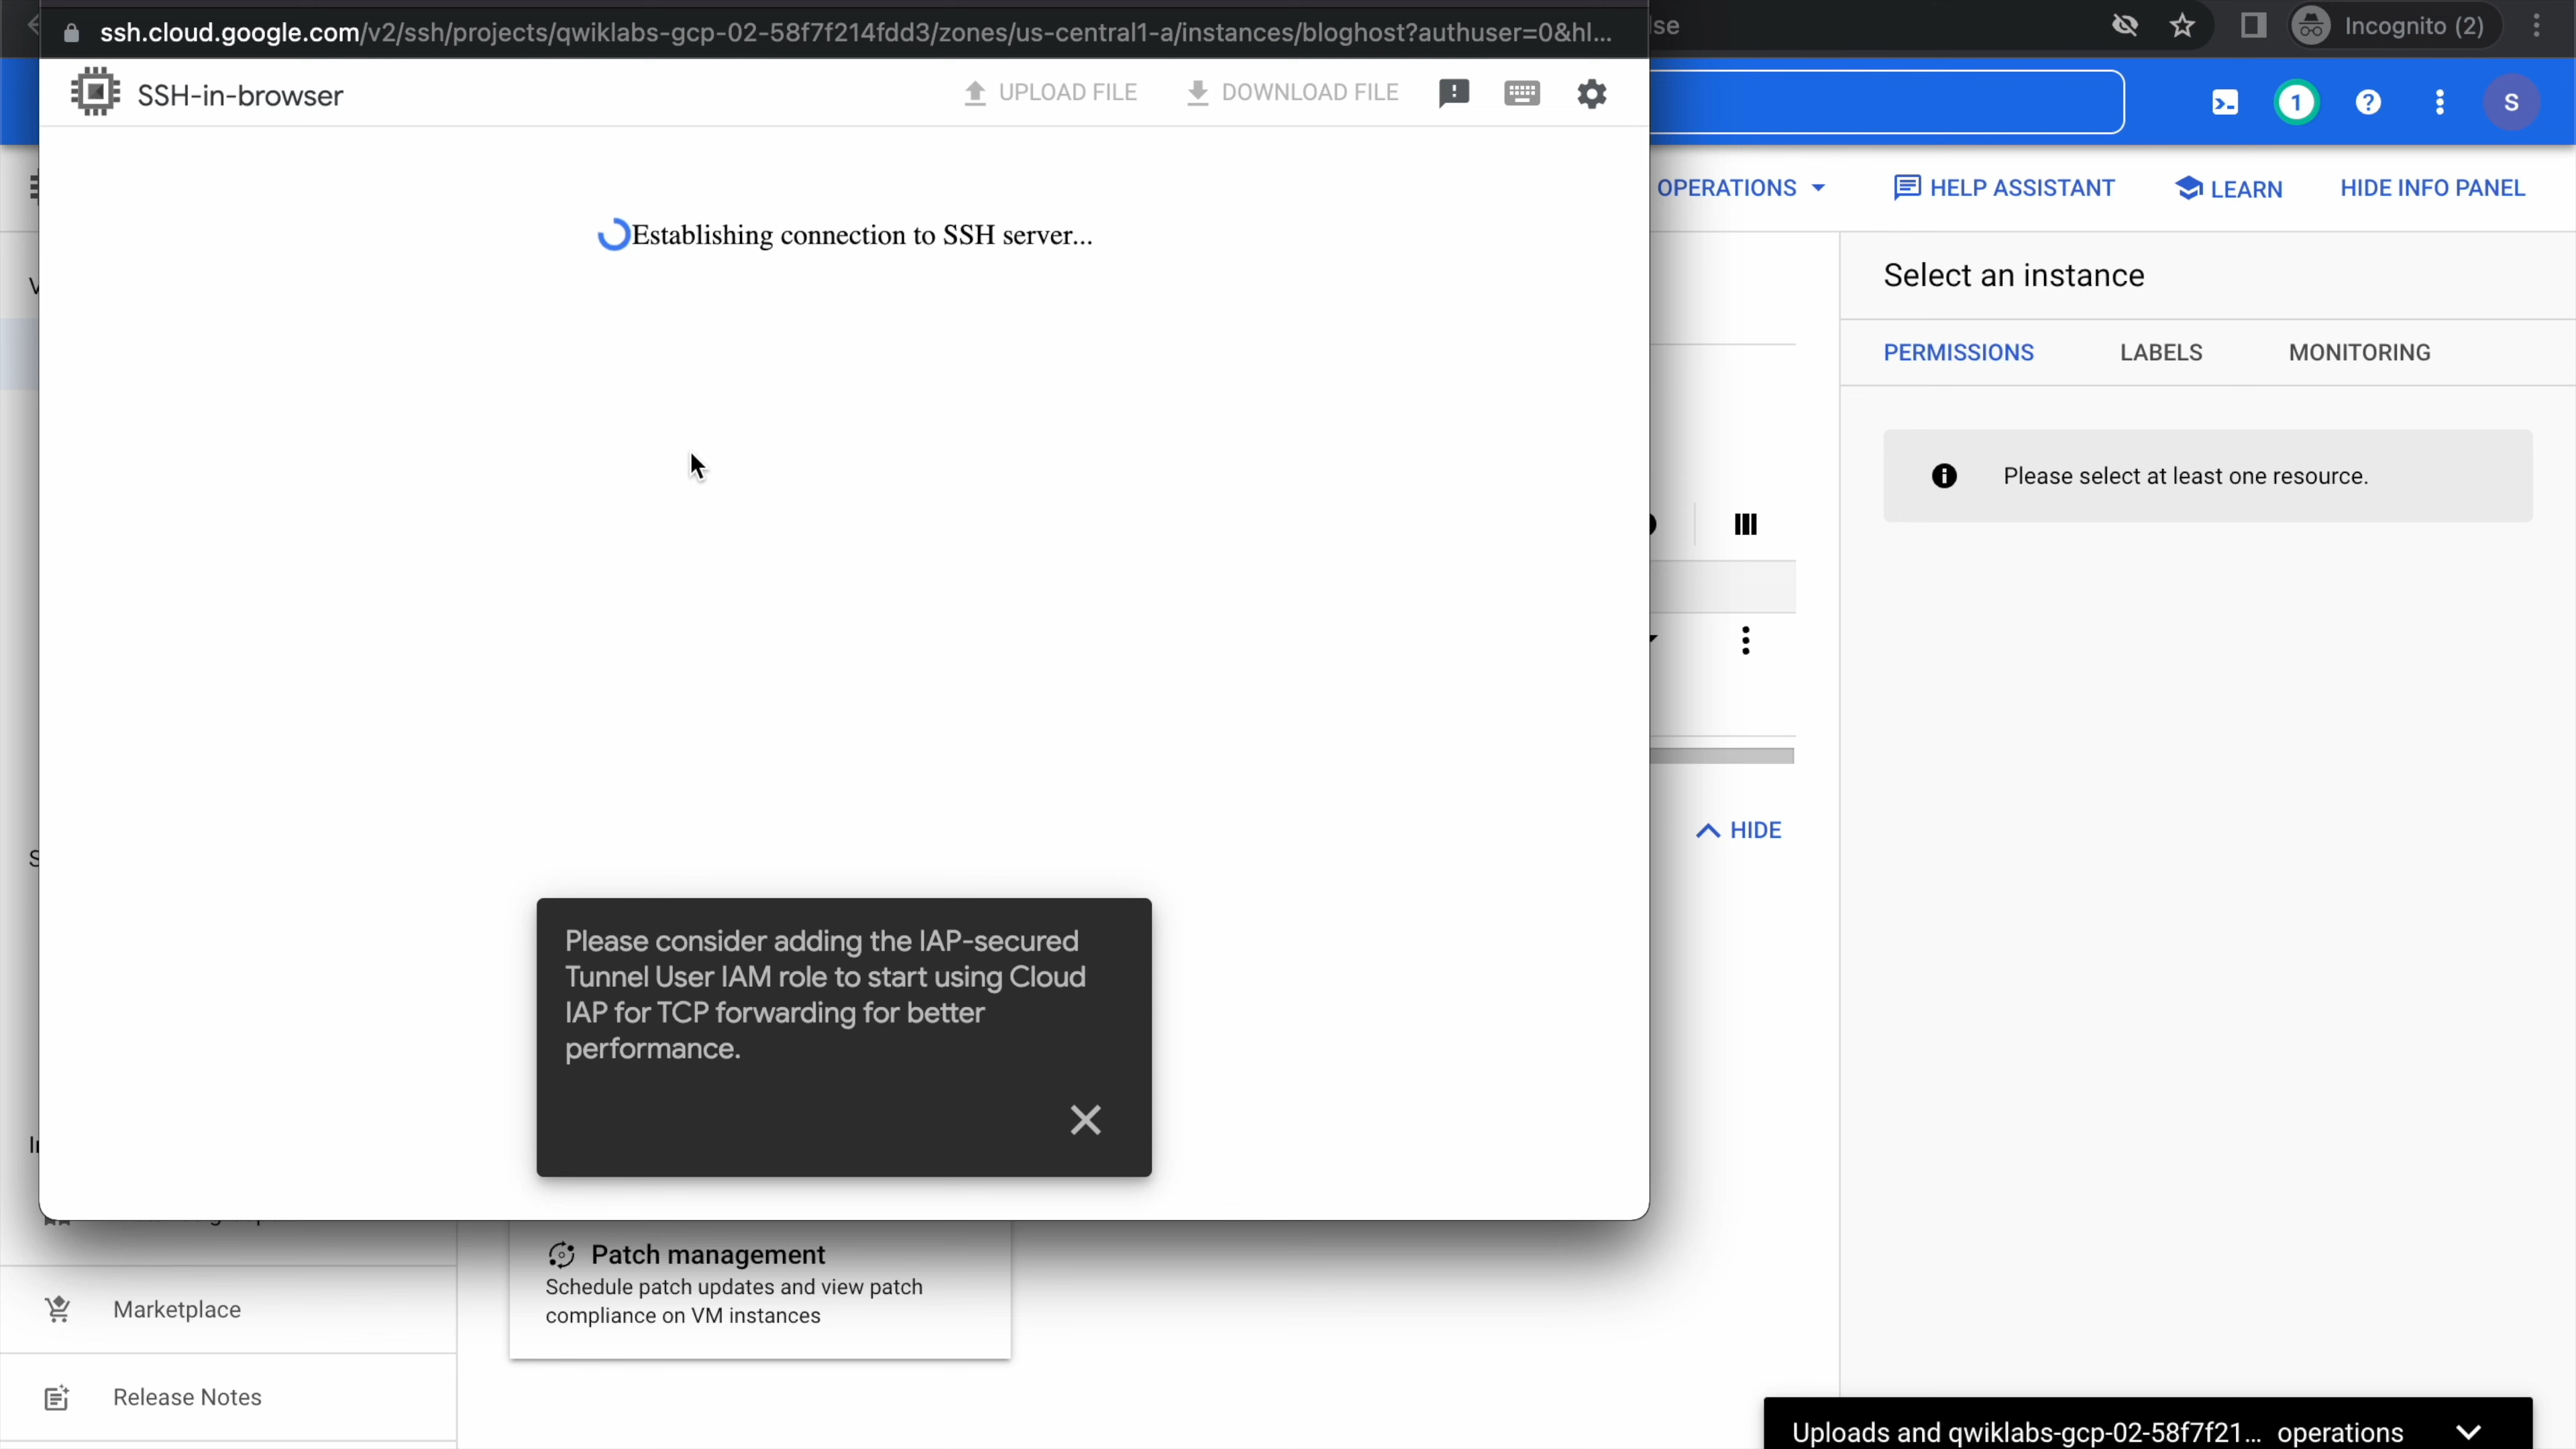 ssh.cloud.google.com/v2/ssh/projects/qwiklabs-gcp-02-58f7f214fdd3/zones/us-central1-a/instances/bloghost?authuser=0&hl...
lse
Incognito (2)
SSH-in-browser
UPLOAD FILE
DOWNLOAD FILE
1
S
OPERATIONS
HELP ASSISTANT
LEARN
HIDE INFO PANEL
Establishing connection to SSH server...
Select an instance
PERMISSIONS
LABELS
MONITORING
Please select at least one resource.
HIDE
Please consider adding the IAP-secured
Tunnel User IAM role to start using Cloud
IAP for TCP forwarding for better
performance.
Patch management
Schedule patch updates and view patch
compliance on VM instances
Marketplace
Release Notes
Uploads and qwiklabs-gcp-02-58f7f21... operations